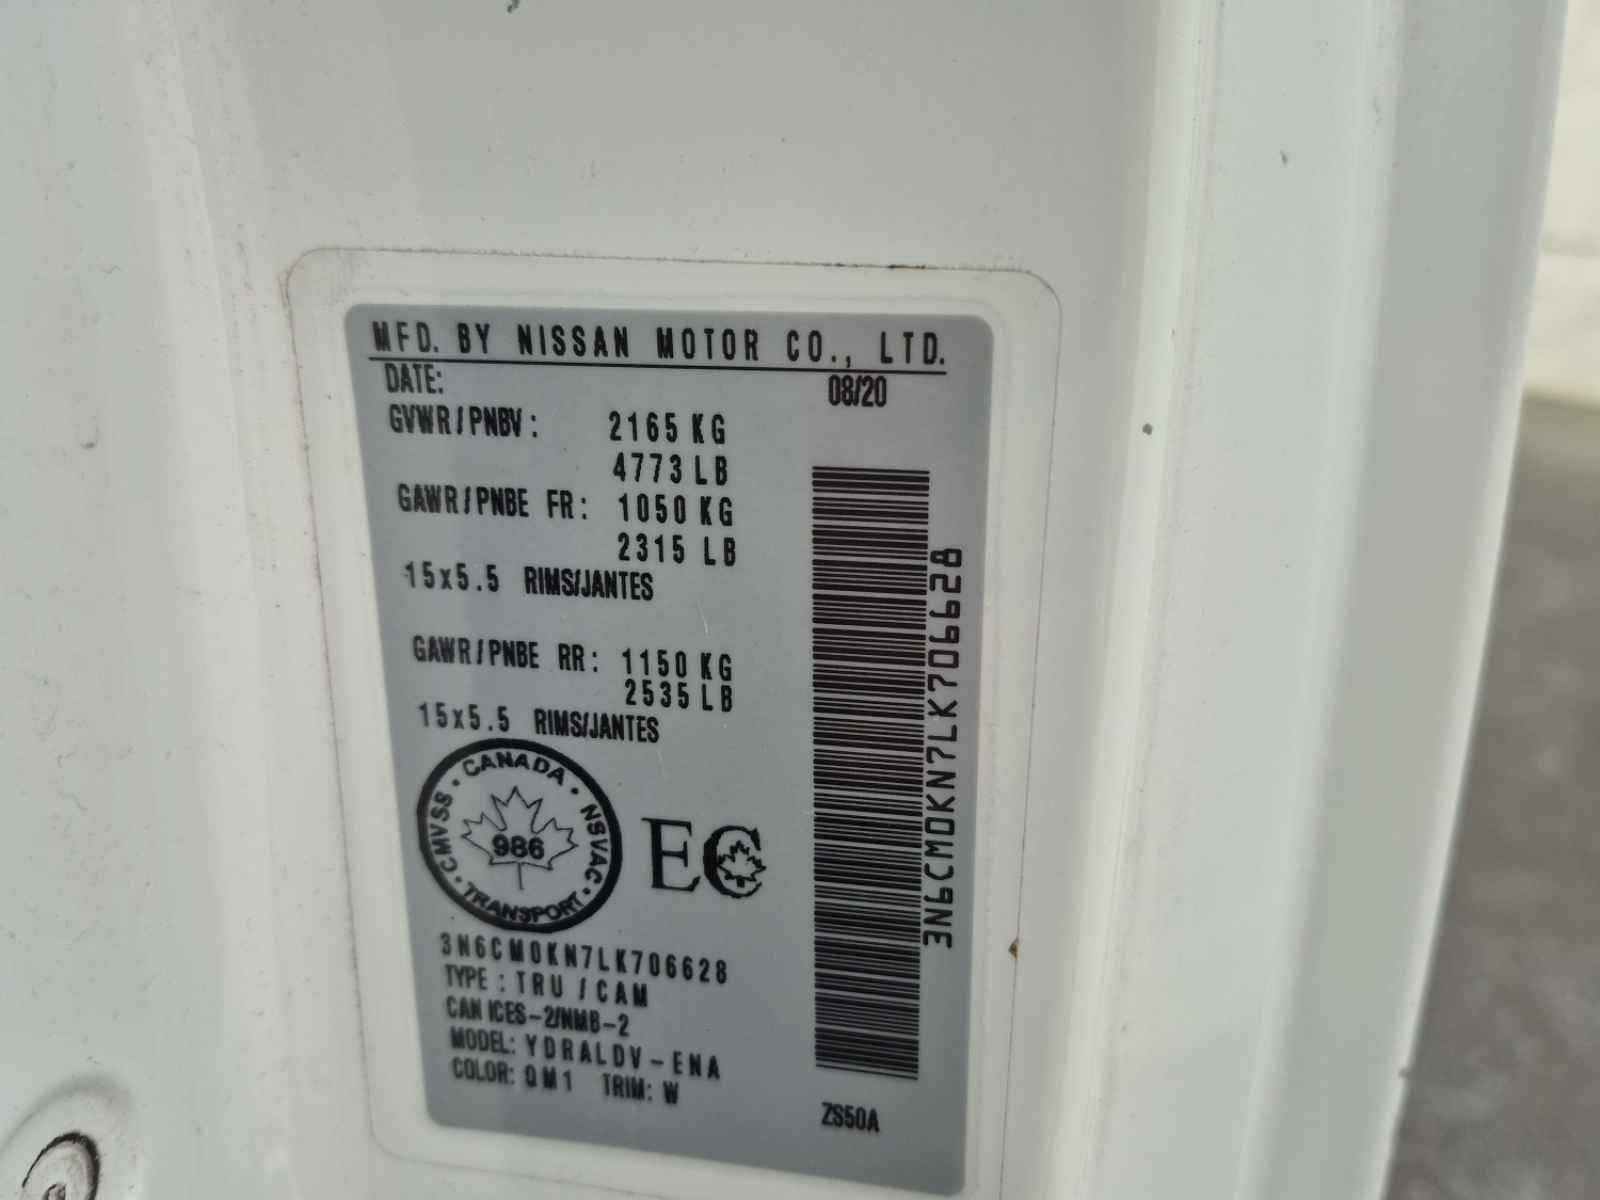 MFD. BY NISSAN MOTOR CO., LTD.
DATE: 08/20
GVWR/PNBV: 2165 KG
4773 LB
GAWR/PNBE FR: 1050 KG
2315 LB
15x5.5 RIMS/JANTES
GAWR/PNBE RR: 1150 KG
2535 LB
15x5.5 RIMS/JANTES
CANADA · NSVAC · TRANSPORT · CMVSS ·
986
EC
3N6CM0KN7LK706628
TYPE: TRU / CAM
CAN ICES-2/NMB-2
MODEL: YDRALDV-ENA
COLOR: QM1 TRIM: W
3N6CM0KN7LK706628
ZS50A